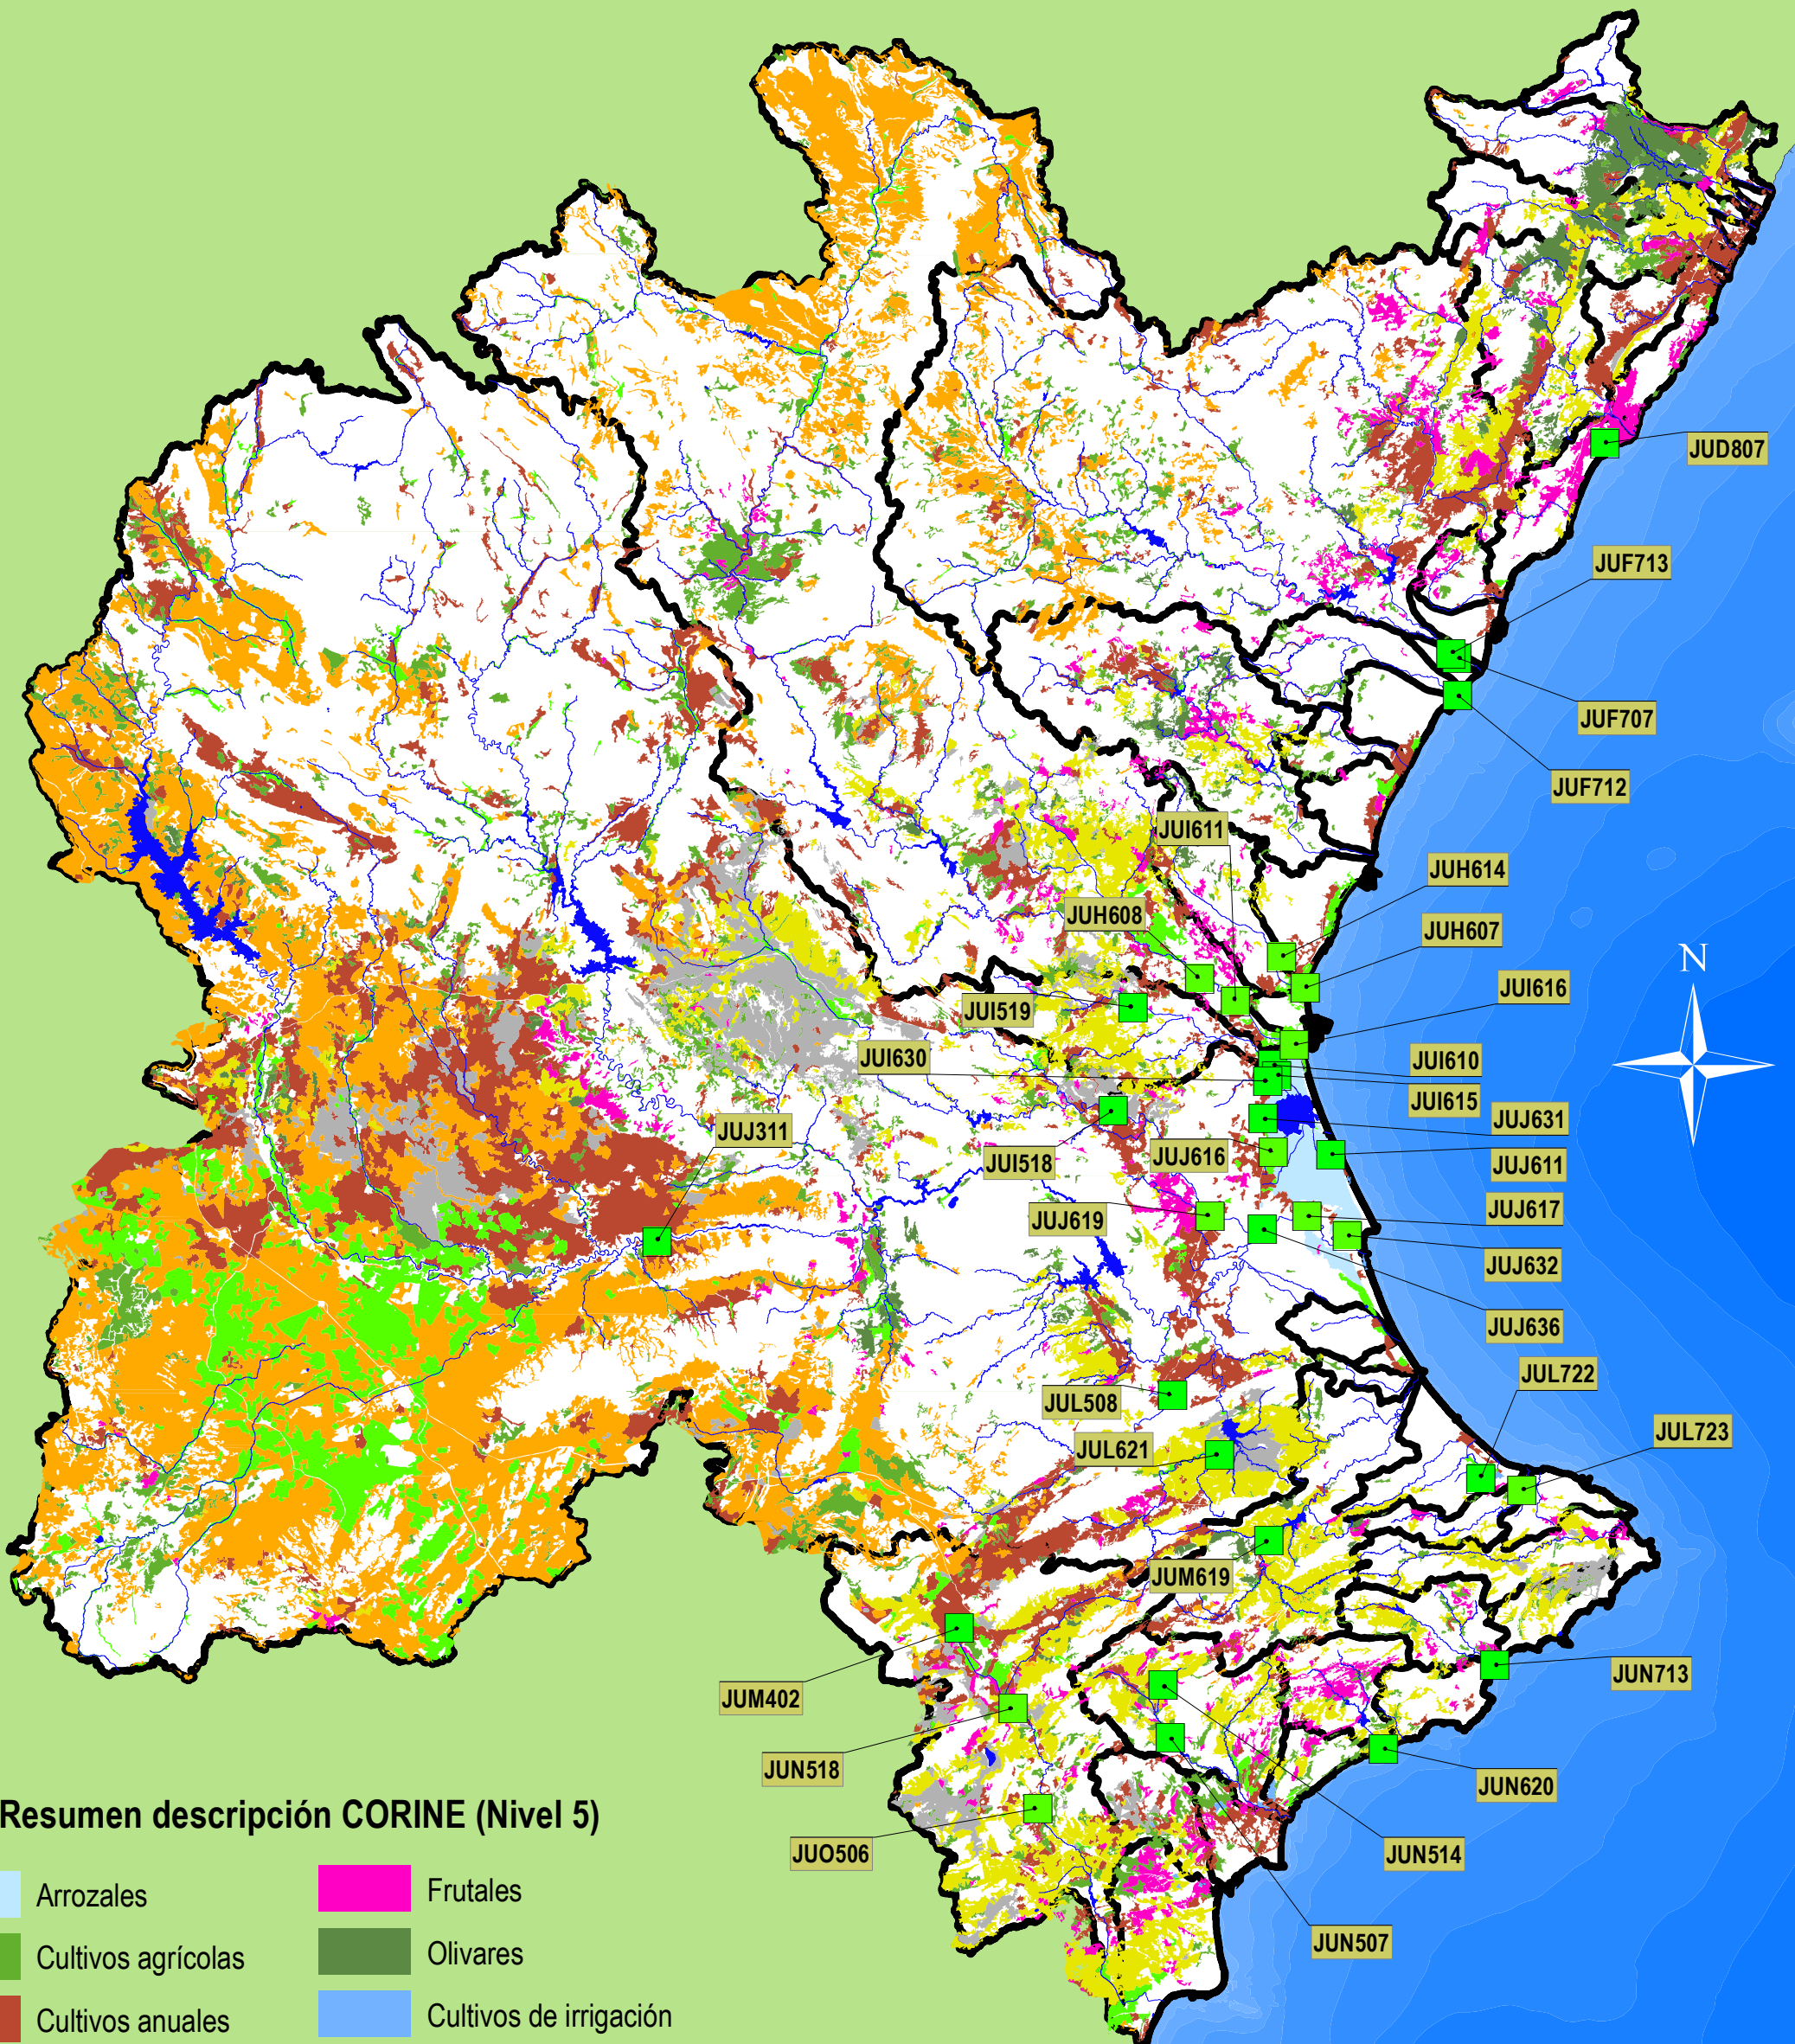 JUD807
JUF713
JUF707
JUF712
JUI611
JUH614
JUH608
JUH607
N
JUI616
JUI519
JUI630
JUI610
JUI615
JUJ631
JUJ311
JUI518
JUJ616
JUJ611
JUJ619
JUJ617
JUJ632
JUJ636
JUL722
JUL508
JUL723
JUL621
JUM619
JUN713
JUM402
JUN518
JUN620
JUO506
JUN514
JUN507
Resumen descripción CORINE (Nivel 5)
Arrozales
Frutales
Cultivos agrícolas
Olivares
Cultivos anuales
Cultivos de irrigación